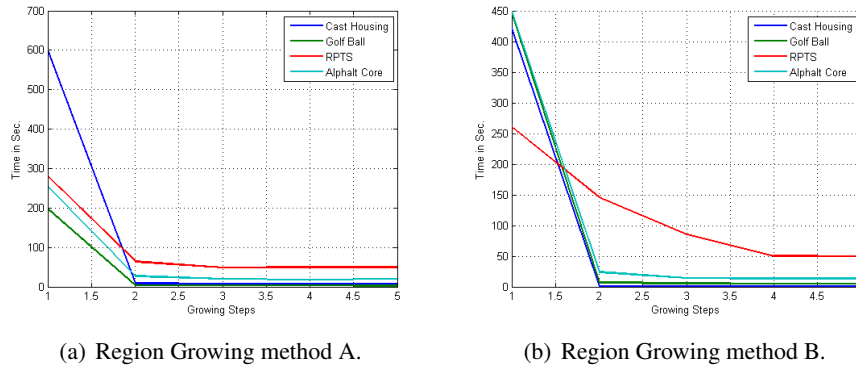 700
600
500
400
300
200
100
0
Time in Sec.
Cast Housing
Golf Ball
RPTS
Alphalt Core
1 1.5 2 2.5 3 3.5 4 4.5 5
Growing Steps
(a) Region Growing method A.
450
400
350
300
250
200
150
100
50
0
Time in Sec.
Cast Housing
Golf Ball
RPTS
Alphalt Core
1 1.5 2 2.5 3 3.5 4 4.5
Growing Steps
(b) Region Growing method B.